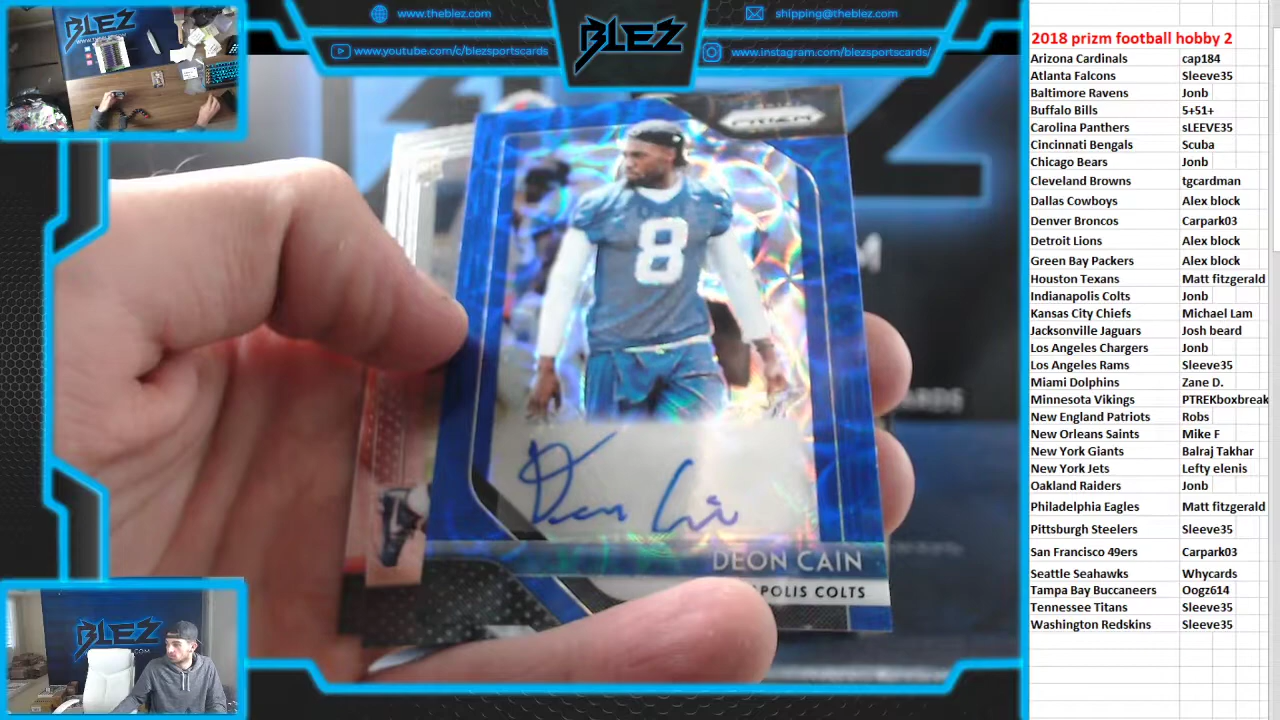 www.theblez.com
shipping@theblez.com
BLEZ
www.youtube.com/c/blezsportscards
www.instagram.com/blezsportscards/
PRIZM
8
DEON CAIN
POLIS COLTS
BLEZ
2018 prizm football hobby 2
Arizona Cardinals cap184
Atlanta Falcons Sleeve35
Baltimore Ravens Jonb
Buffalo Bills 5+51+
Carolina Panthers sLEEVE35
Cincinnati Bengals Scuba
Chicago Bears Jonb
Cleveland Browns tgcardman
Dallas Cowboys Alex block
Denver Broncos Carpark03
Detroit Lions Alex block
Green Bay Packers Alex block
Houston Texans Matt fitzgerald
Indianapolis Colts Jonb
Kansas City Chiefs Michael Lam
Jacksonville Jaguars Josh beard
Los Angeles Chargers Jonb
Los Angeles Rams Sleeve35
Miami Dolphins Zane D.
Minnesota Vikings PTREKboxbreak
New England Patriots Robs
New Orleans Saints Mike F
New York Giants Balraj Takhar
New York Jets Lefty elenis
Oakland Raiders Jonb
Philadelphia Eagles Matt fitzgerald
Pittsburgh Steelers Sleeve35
San Francisco 49ers Carpark03
Seattle Seahawks Whycards
Tampa Bay Buccaneers Oogz614
Tennessee Titans Sleeve35
Washington Redskins Sleeve35